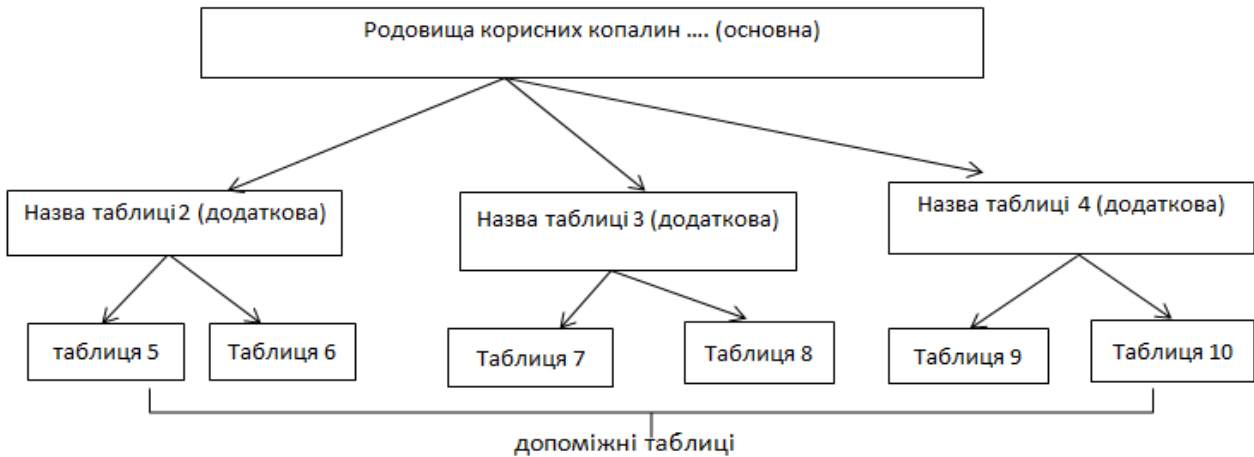 Родовища корисних копалин .... (основна)
Назва таблиці 2 (додаткова)
Назва таблиці 3 (додаткова)
Назва таблиці 4 (додаткова)
таблиця 5
Таблиця 6
Таблиця 7
Таблиця 8
Таблиця 9
Таблиця 10
допоміжні таблиці